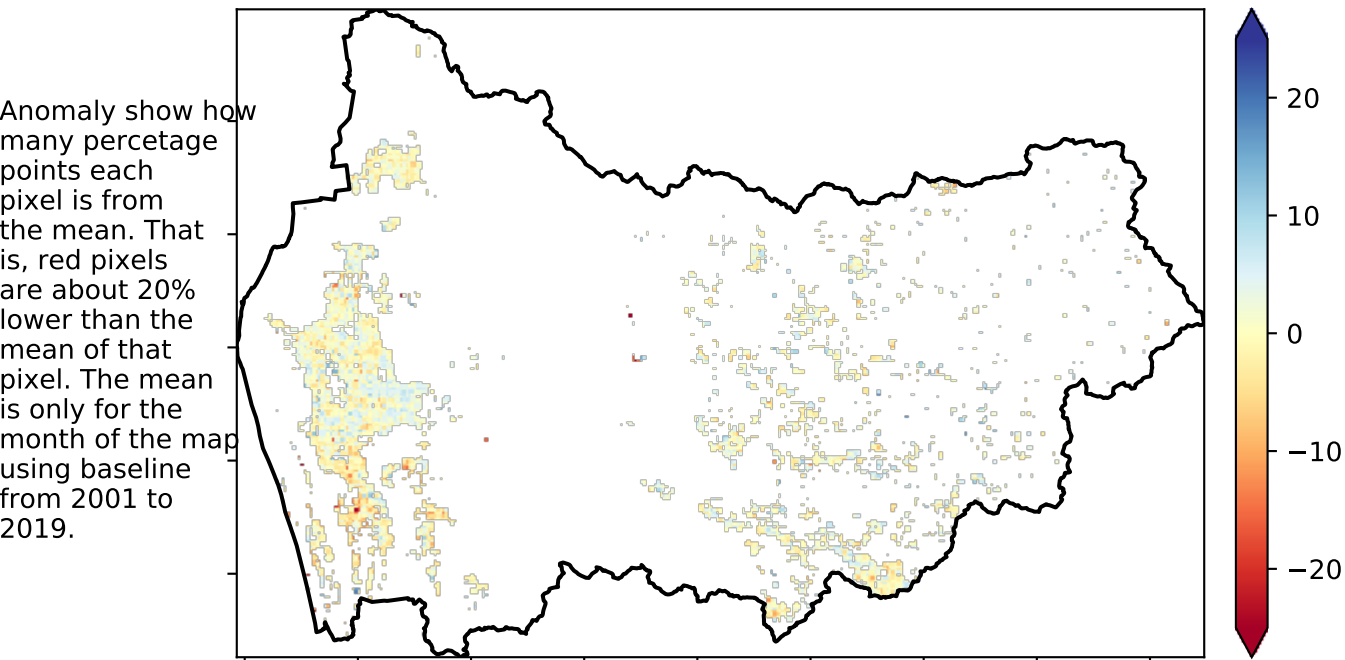 Anomaly show how
many percetage
points each
pixel is from
the mean. That
is, red pixels
are about 20%
lower than the
mean of that
pixel. The mean
is only for the
month of the map
using baseline
from 2001 to
2019.
20
10
0
−10
−20